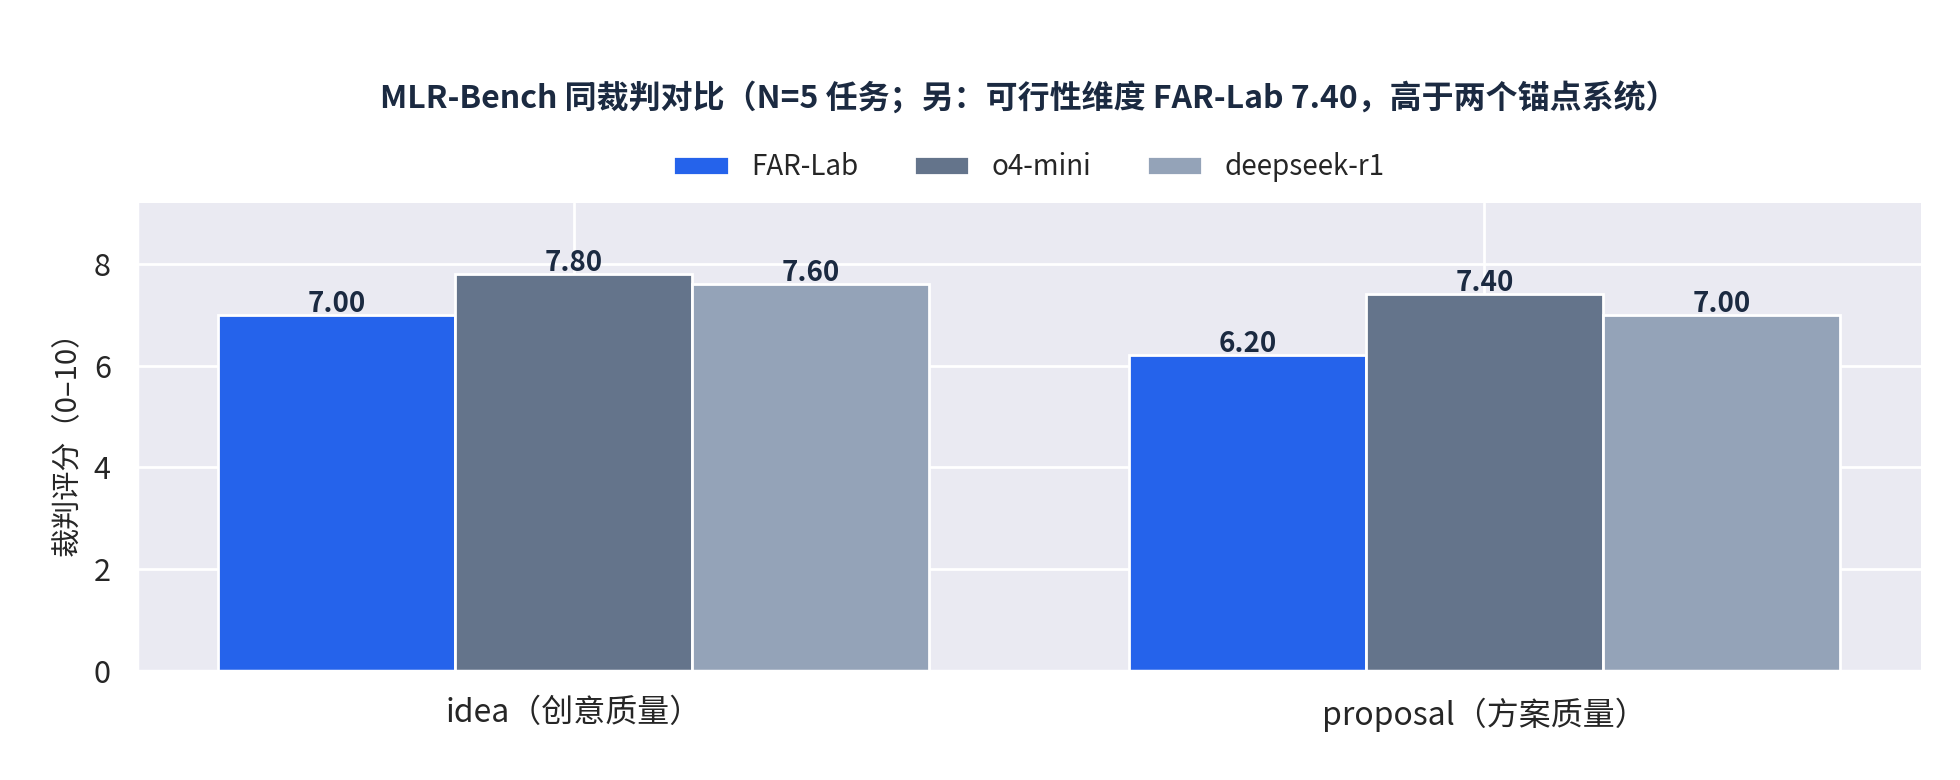 MLR-Bench 同裁判对比（N=5 任务；另：可行性维度 FAR-Lab 7.40，高于两个锚点系统）
FAR-Lab
o4-mini
deepseek-r1
裁判评分（0–10）
8
6
4
2
0
7.00
7.80
7.60
6.20
7.40
7.00
idea（创意质量）
proposal（方案质量）